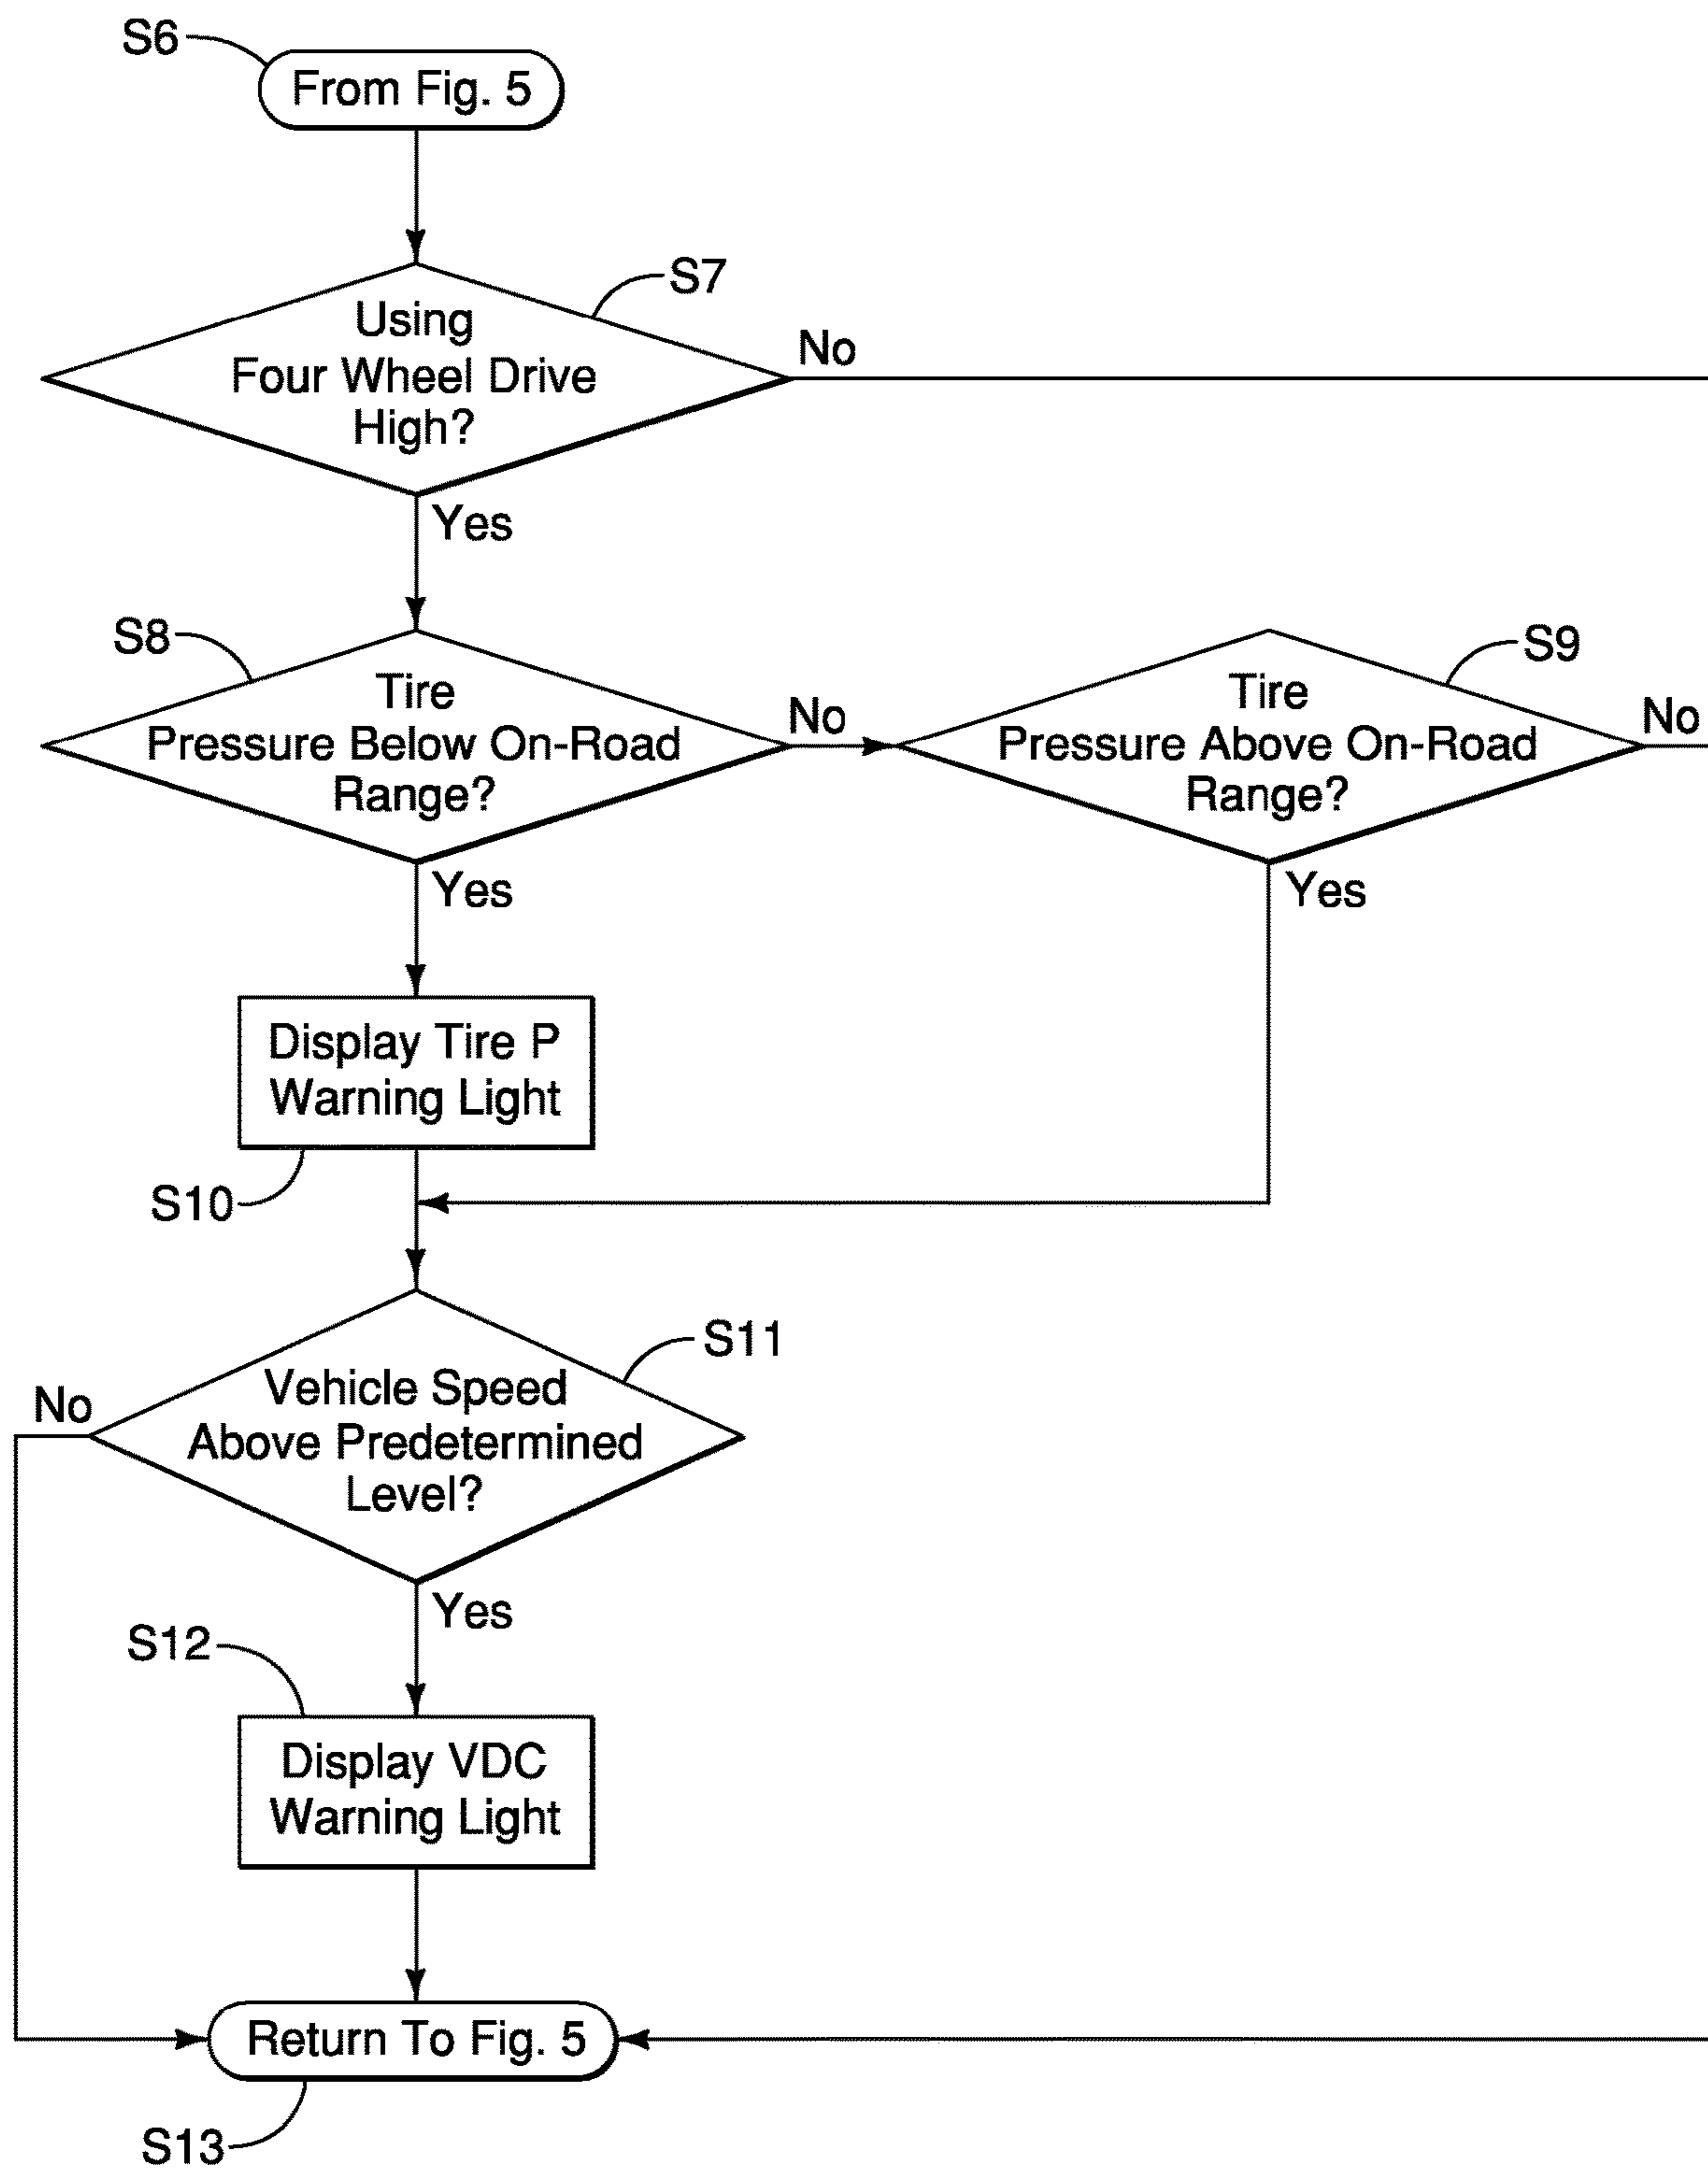 S6
From Fig. 5
S7
Using
Four Wheel Drive
High?
No
Yes
S8
Tire
Pressure Below On-Road
Range?
No
Yes
S9
Tire
Pressure Above On-Road
Range?
No
Yes
Display Tire P
Warning Light
S10
S11
Vehicle Speed
Above Predetermined
Level?
No
Yes
S12
Display VDC
Warning Light
Return To Fig. 5
S13